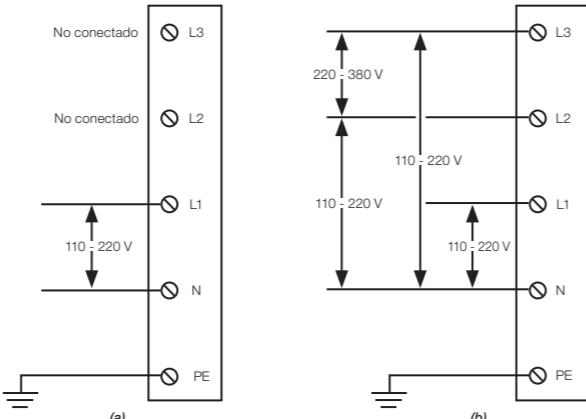 No conectado
L3
No conectado
L2
L1
110 - 220 V
N
PE
(a)
L3
220 - 380 V
L2
110 - 220 V
110 - 220 V
L1
110 - 220 V
N
PE
(b)